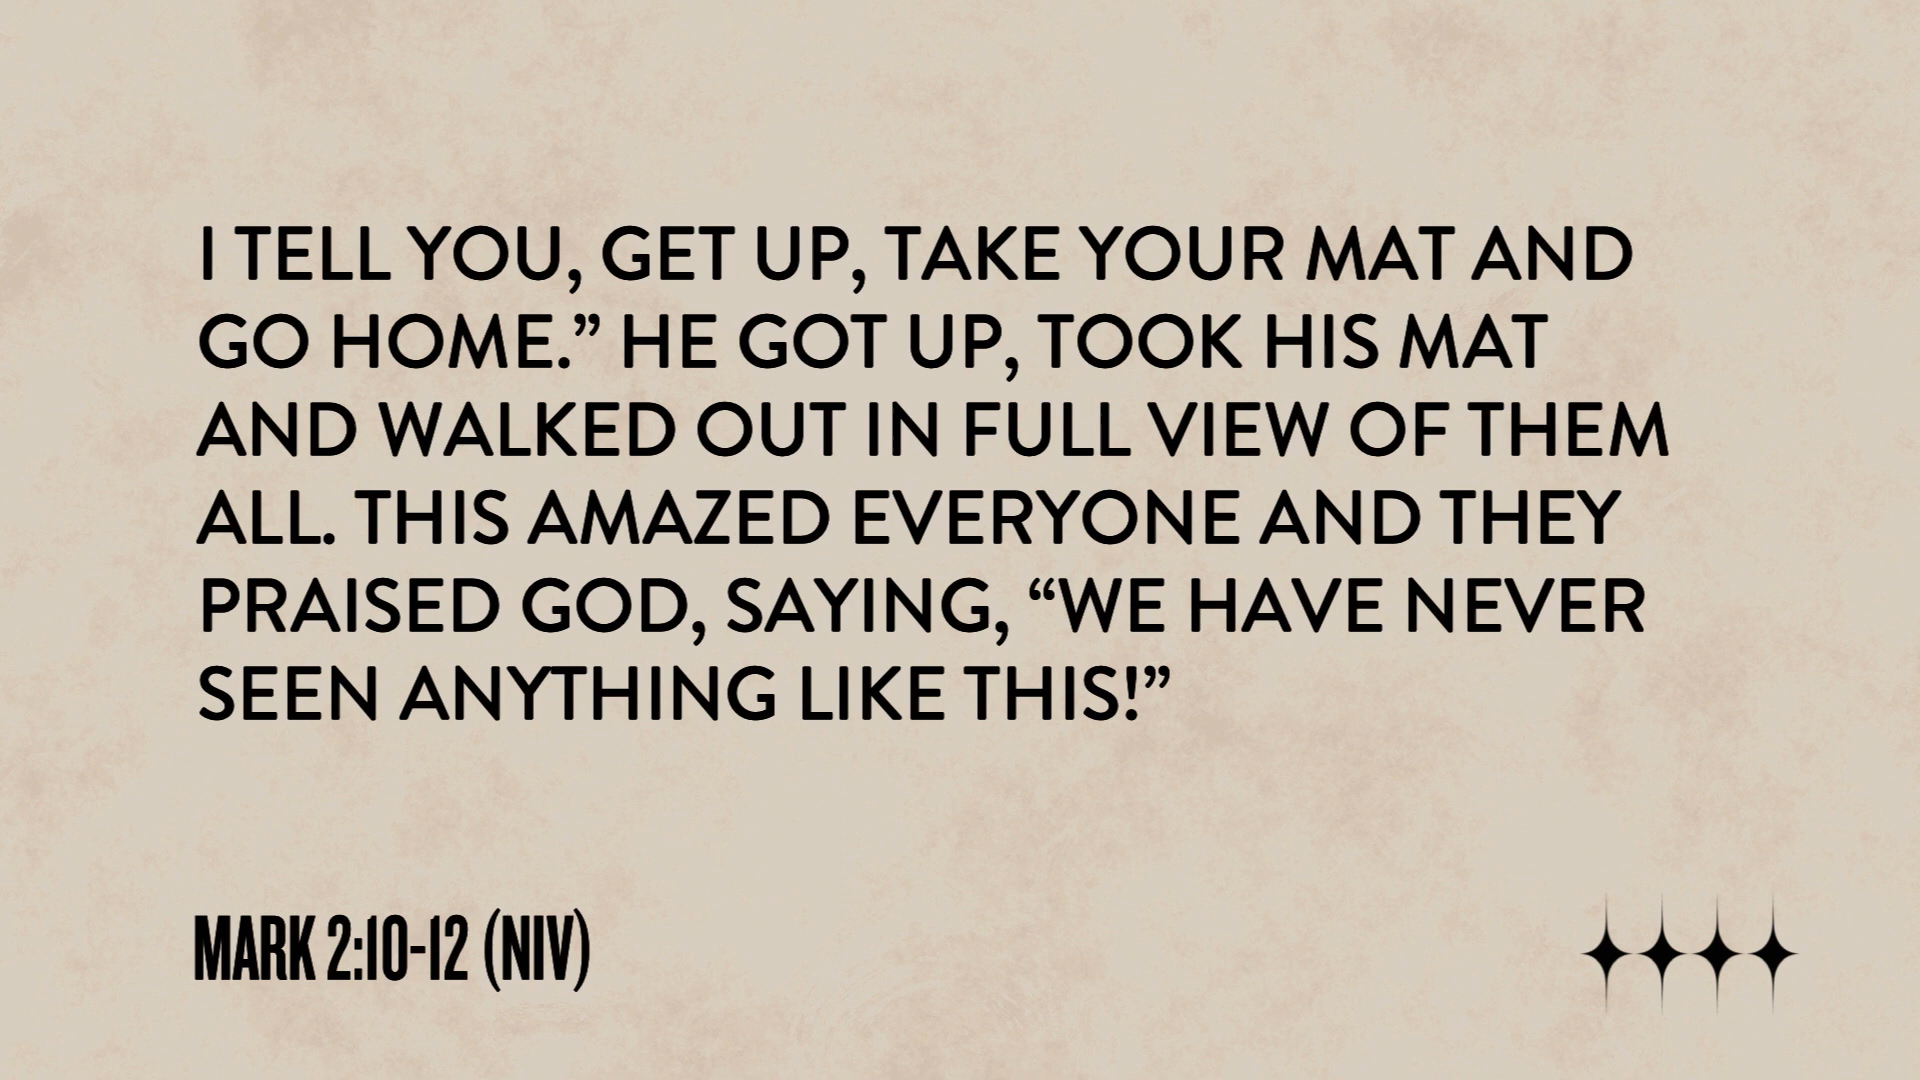 I TELL YOU, GET UP, TAKE YOUR MAT AND
GO HOME.” HE GOT UP, TOOK HIS MAT
AND WALKED OUT IN FULL VIEW OF THEM
ALL. THIS AMAZED EVERYONE AND THEY
PRAISED GOD, SAYING, “WE HAVE NEVER
SEEN ANYTHING LIKE THIS!”
MARK 2:10-12 (NIV)